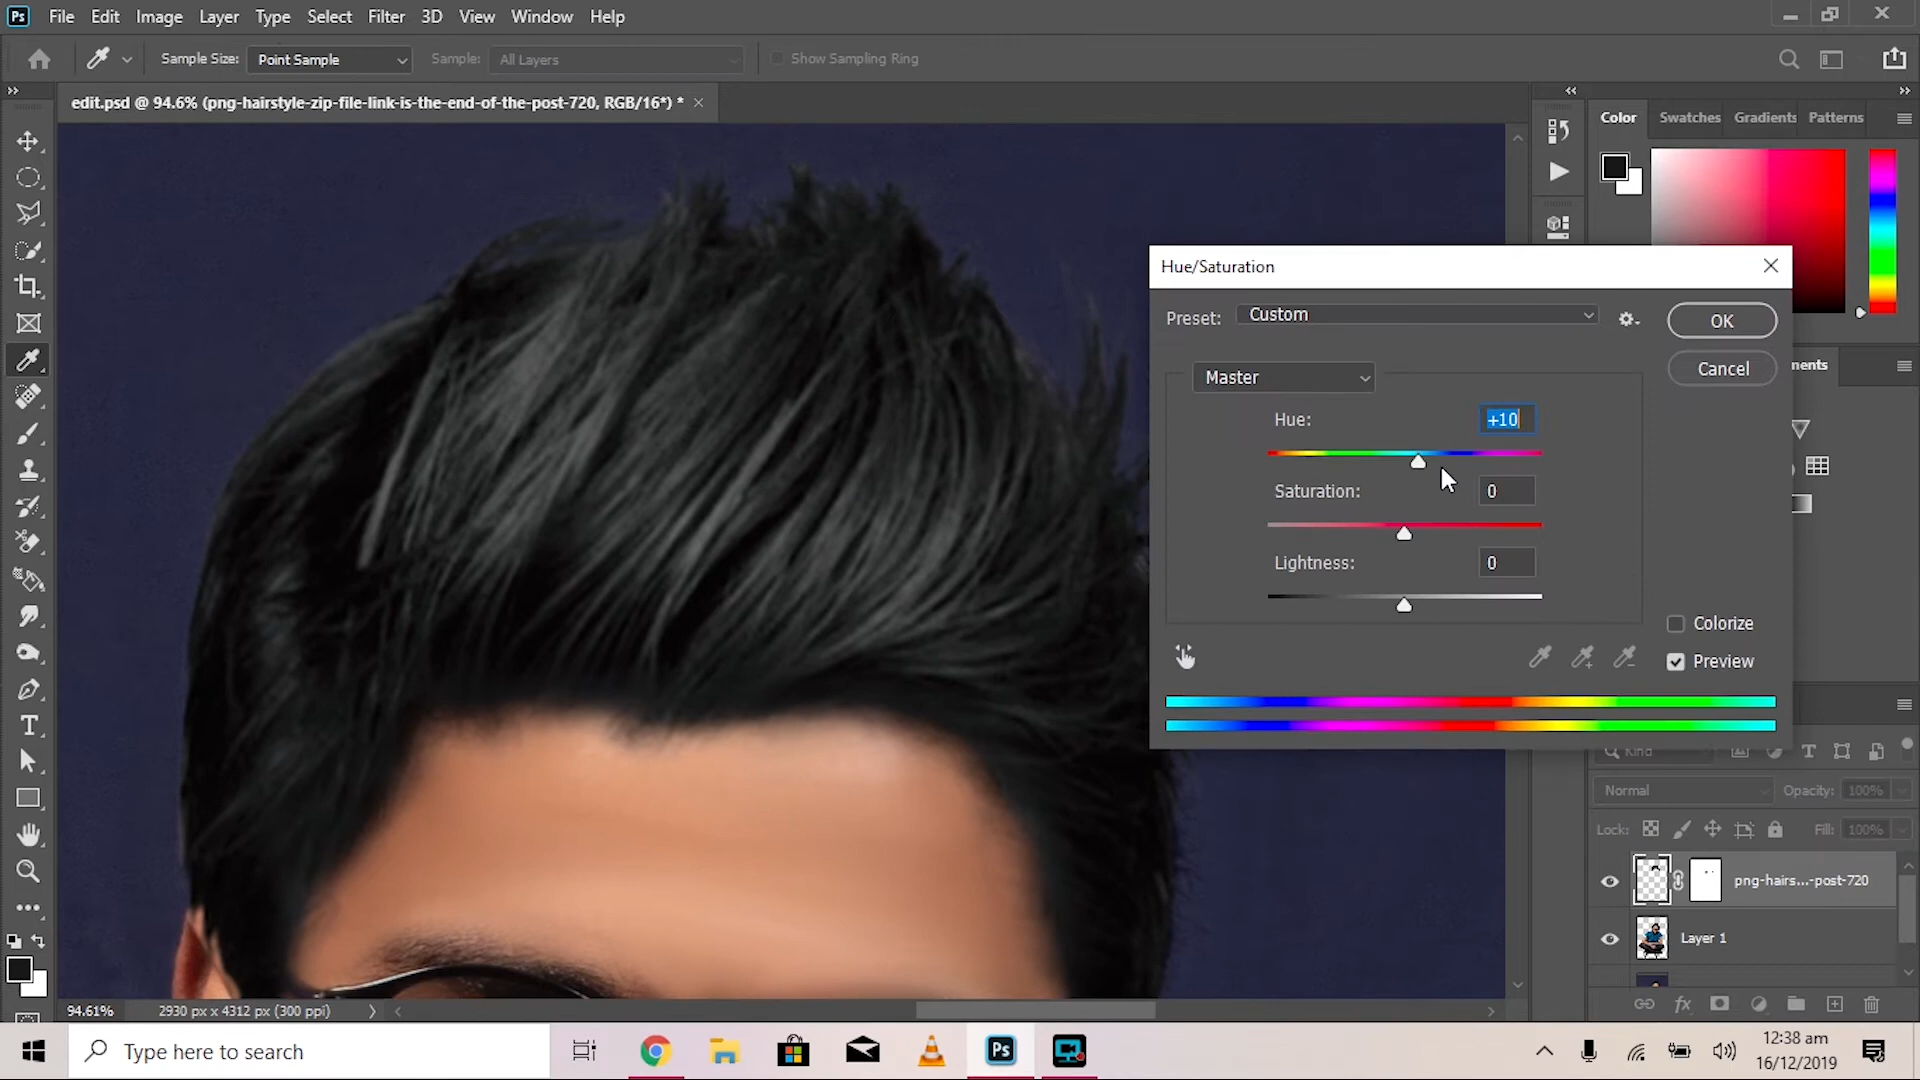 Ps File Edit Image Layer Type Select Filter 3D View Window Help
Sample Size: Point Sample Sample: All Layers Show Sampling Ring
edit.psd @ 94.6% (png-hairstyle-zip-file-link-is-the-end-of-the-post-720, RGB/16*) *
Color Swatches Gradients Patterns
Hue/Saturation
Preset: Custom
OK
Cancel
Master
Hue: +10
Saturation: 0
Lightness: 0
Colorize
Preview
ments
Kind
Normal Opacity: 100%
Lock: Fill: 100%
png-hairs...-post-720
Layer 1
94.61% 2930 px x 4312 px (300 ppi)
Type here to search
Ps
12:38 am
16/12/2019